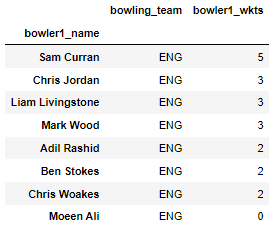 bowling_team bowler1_wkts
bowler1_name
Sam Curran ENG 5
Chris Jordan ENG 3
Liam Livingstone ENG 3
Mark Wood ENG 3
Adil Rashid ENG 2
Ben Stokes ENG 2
Chris Woakes ENG 2
Moeen Ali ENG 0